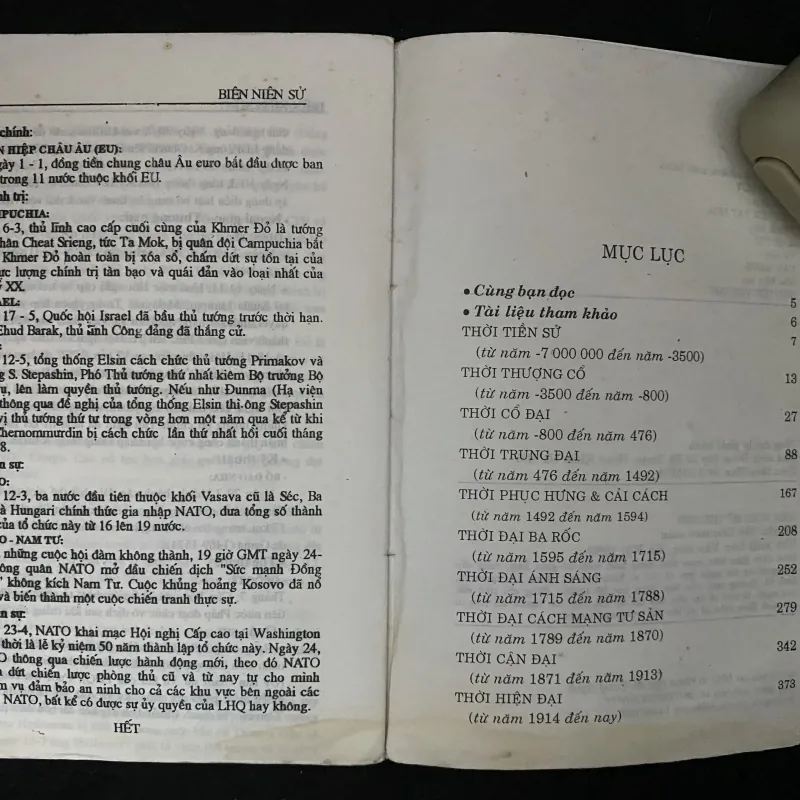 BIÊN NIÊN SỬ
chính:
HIỆP CHÂU ÂU (EU):
1 - 1, đồng tiền chung châu Âu euro bắt đầu được ban
trong 11 nước thuộc khối EU.
trị:
6-3, thủ lĩnh cao cấp cuối cùng của Khmer Đỏ là tướng
Cheat Srieng, tức Ta Mok, bị quân đội Campuchia bắt
Khmer Đỏ hoàn toàn bị xóa sổ, chấm dứt sự tồn tại của
lượng chính trị tàn bạo và quái đản vào loại nhất của
XX.
17 - 5, Quốc hội Israel đã bầu thủ tướng trước thời hạn.
Ehud Barak, thủ lĩnh Công đảng đã thắng cử.
12-5, tổng thống Elsin cách chức thủ tướng Primakov và
S. Stepashin, Phó Thủ tướng thứ nhất kiêm Bộ trưởng Bộ
lên làm quyền thủ tướng. Nếu như Đunma (Hạ viện
thông qua đề nghị của tổng thống Elsin thì ông Stepashin
vị thủ tướng thứ tư trong vòng hơn một năm qua kể từ khi
Chernommurdin bị cách chức lần thứ nhất hồi cuối tháng
8.
sự:
12-3, ba nước đầu tiên thuộc khối Vasava cũ là Séc, Ba
Hungari chính thức gia nhập NATO, đưa tổng số thành
của tổ chức này từ 16 lên 19 nước.
- NAM TƯ:
những cuộc hội đàm không thành, 19 giờ GMT ngày 24-
quân NATO mở đầu chiến dịch "Sức mạnh Đồng
" không kích Nam Tư. Cuộc khủng hoảng Kosovo đã nổ
và biến thành một cuộc chiến tranh thực sự.
sự:
23-4, NATO khai mạc Hội nghị Cấp cao tại Washington
thời là lễ kỷ niệm 50 năm thành lập tổ chức này. Ngày 24,
thông qua chiến lược hành động mới, theo đó NATO
dứt chiến lược phòng thủ cũ và từ nay tự cho mình
vụ đảm bảo an ninh cho cả các khu vực bên ngoài các
NATO, bất kể có được sự ủy quyền của LHQ hay không.
HẾT
MỤC LỤC
• Cùng bạn đọc 5
• Tài liệu tham khảo 6
THỜI TIỀN SỬ 7
(từ năm -7 000 000 đến năm -3500)
THỜI THƯỢNG CỔ 13
(từ năm -3500 đến năm -800)
THỜI CỔ ĐẠI 27
(từ năm -800 đến năm 476)
THỜI TRUNG ĐẠI 88
(từ năm 476 đến năm 1492)
THỜI PHỤC HƯNG & CẢI CÁCH 167
(từ năm 1492 đến năm 1594)
THỜI ĐẠI BA RỐC 208
(từ năm 1595 đến năm 1715)
THỜI ĐẠI ÁNH SÁNG 252
(từ năm 1715 đến năm 1788)
THỜI ĐẠI CÁCH MẠNG TƯ SẢN 279
(từ năm 1789 đến năm 1870)
THỜI CẬN ĐẠI 342
(từ năm 1871 đến năm 1913)
THỜI HIỆN ĐẠI 373
(từ năm 1914 đến nay)